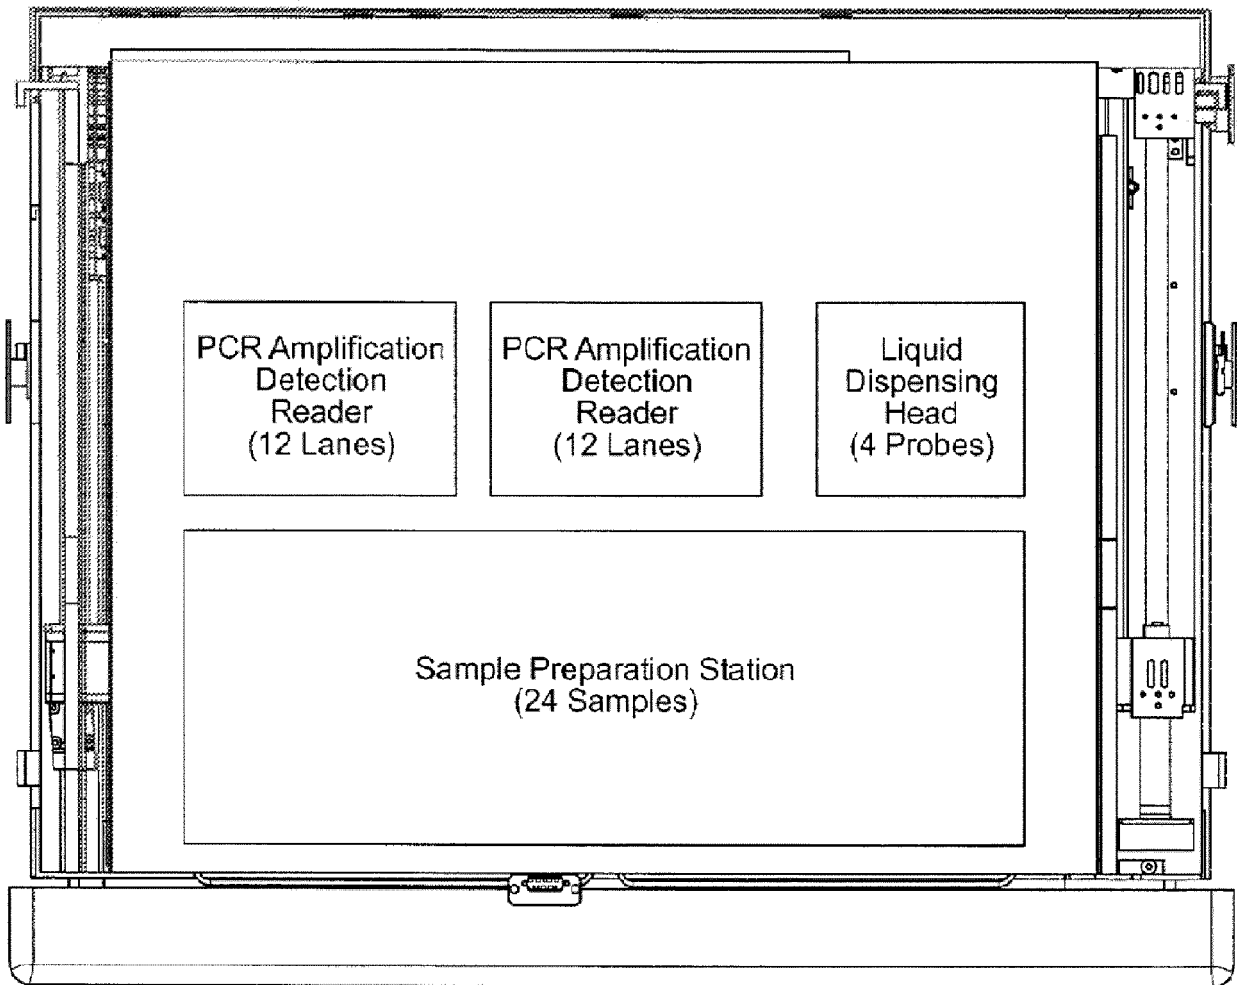 PCR Amplification
Detection
Reader
(12 Lanes)
PCR Amplification
Detection
Reader
(12 Lanes)
Liquid
Dispensing
Head
(4 Probes)
Sample Preparation Station
(24 Samples)